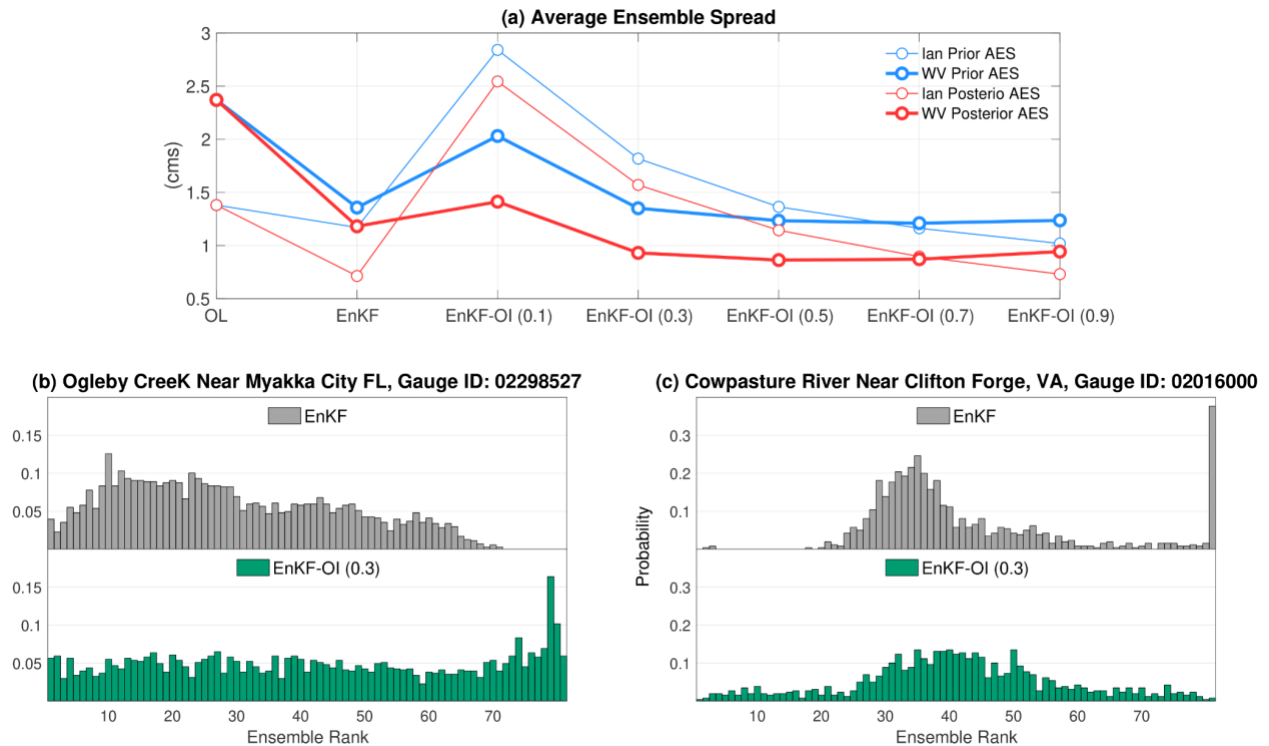 (a) Average Ensemble Spread
3
2.5
2
1.5
1
0.5
(cms)
Ian Prior AES
WV Prior AES
Ian Posterio AES
WV Posterior AES
OL EnKF EnKF-OI (0.1) EnKF-OI (0.3) EnKF-OI (0.5) EnKF-OI (0.7) EnKF-OI (0.9)
(b) Ogleby CreeK Near Myakka City FL, Gauge ID: 02298527
EnKF
0.15
0.1
0.05
EnKF-OI (0.3)
0.15
0.1
0.05
10 20 30 40 50 60 70
Ensemble Rank
(c) Cowpasture River Near Clifton Forge, VA, Gauge ID: 02016000
EnKF
0.3
0.2
0.1
Probability
EnKF-OI (0.3)
0.3
0.2
0.1
10 20 30 40 50 60 70
Ensemble Rank